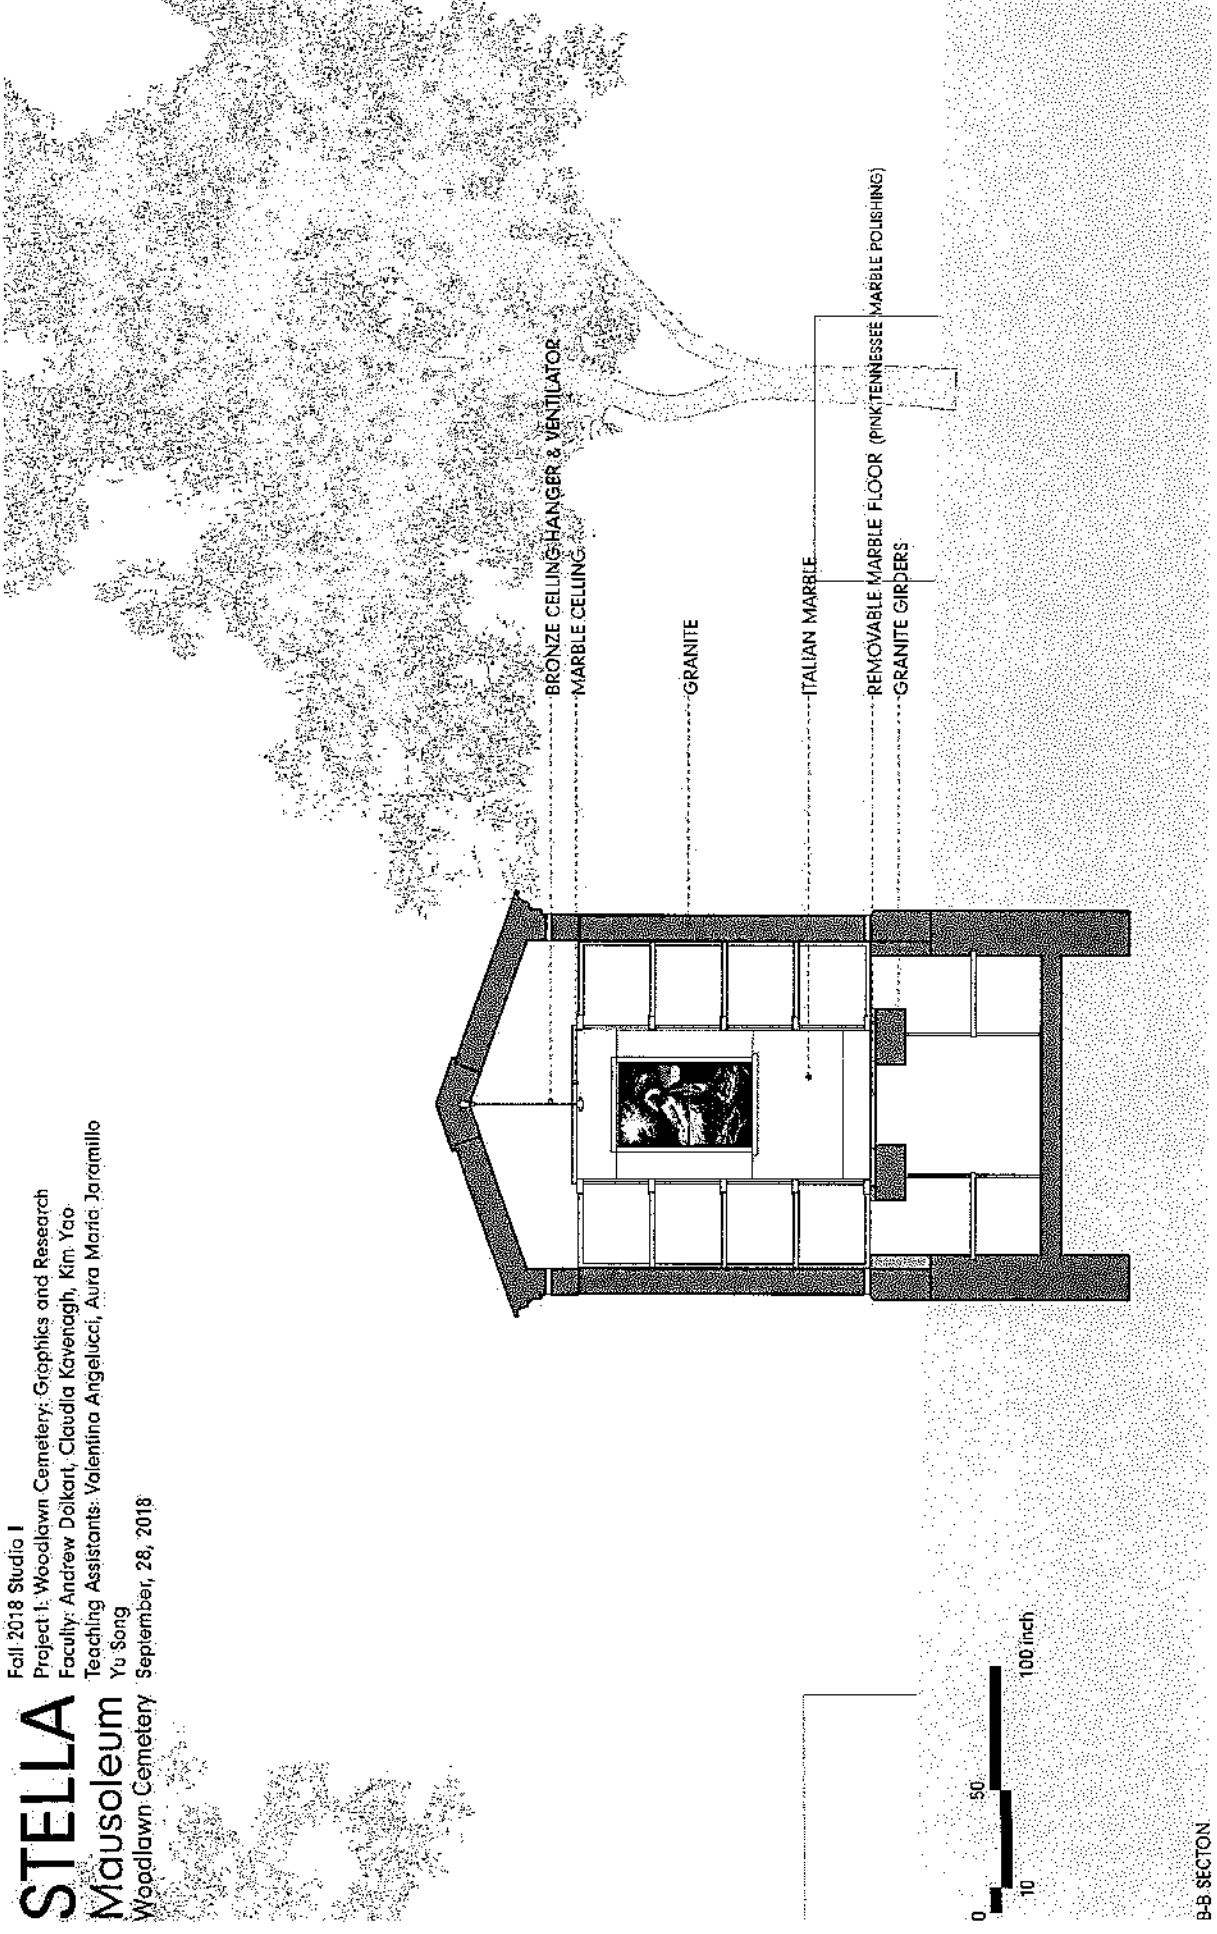 STELLA
Mausoleum
Woodlawn Cemetery
Fall 2018 Studio I
Project 1: Woodlawn Cemetery: Graphics and Research
Faculty: Andrew Dolkart, Claudia Kavenagh, Kim Yao
Teaching Assistants: Valentina Angelucci, Aura Maria Jaramillo
Yu Song
September, 28, 2018
BRONZE CELLING HANGER & VENTILATOR
MARBLE CELLING
GRANITE
ITALIAN MARBLE
REMOVABLE MARBLE FLOOR (PINK TENNESSEE MARBLE POLISHING)
GRANITE GIRDERS
0 10 50 100 inch
B-B SECTON